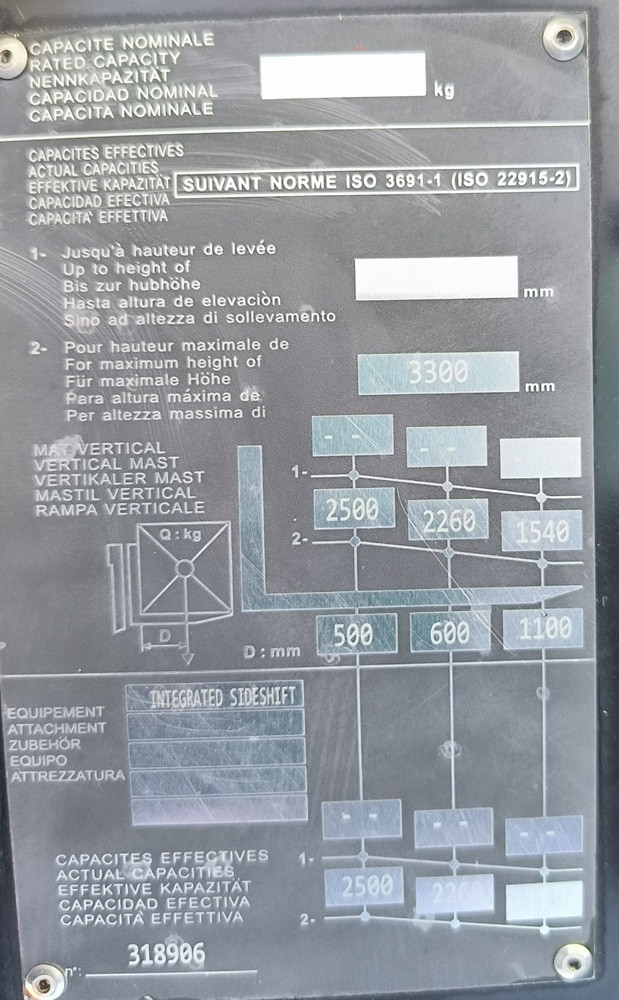 CAPACITE NOMINALE
RATED CAPACITY
NENNKAPAZITÄT
CAPACIDAD NOMINAL
CAPACITA NOMINALE
kg
CAPACITES EFFECTIVES
ACTUAL CAPACITIES
EFFEKTIVE KAPAZITÄT
CAPACIDAD EFECTIVA
CAPACITA' EFFETTIVA
SUIVANT NORME ISO 3691-1 (ISO 22915-2)
1- Jusqu'à hauteur de levée
Up to height of
Bis zur hubhöhe
Hasta altura de elevaciòn
Sino ad altezza di sollevamento
mm
2- Pour hauteur maximale de
For maximum height of
Für maximale Höhe
Para altura máxima de
Per altezza massima di
3300 mm
MAT VERTICAL
VERTICAL MAST
VERTIKALER MAST
MASTIL VERTICAL
RAMPA VERTICALE
- - - -
1-
2500 2260 1540
2-
Q : kg
D
D : mm 500 600 1100
INTEGRATED SIDESHIFT
EQUIPEMENT
ATTACHMENT
ZUBEHÖR
EQUIPO
ATTREZZATURA
- - - - - -
CAPACITES EFFECTIVES
ACTUAL CAPACITIES
EFFEKTIVE KAPAZITÄT
CAPACIDAD EFECTIVA
CAPACITÀ EFFETTIVA
1-
2500 2260
2-
n°: 318906